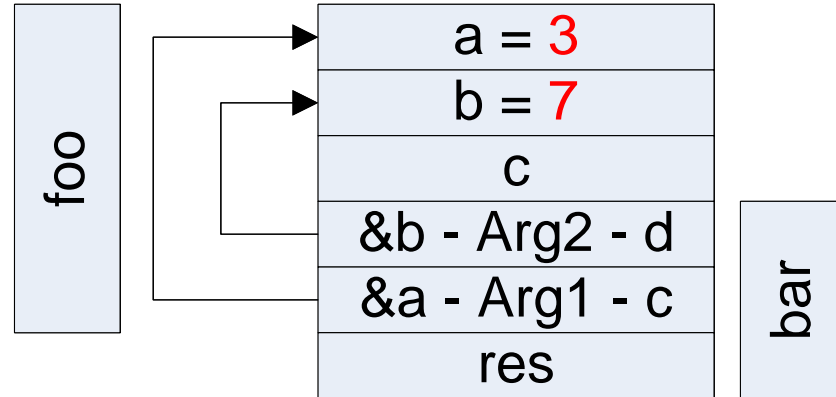 foo
a = 3
b = 7
c
&b - Arg2 - d
&a - Arg1 - c
res
bar